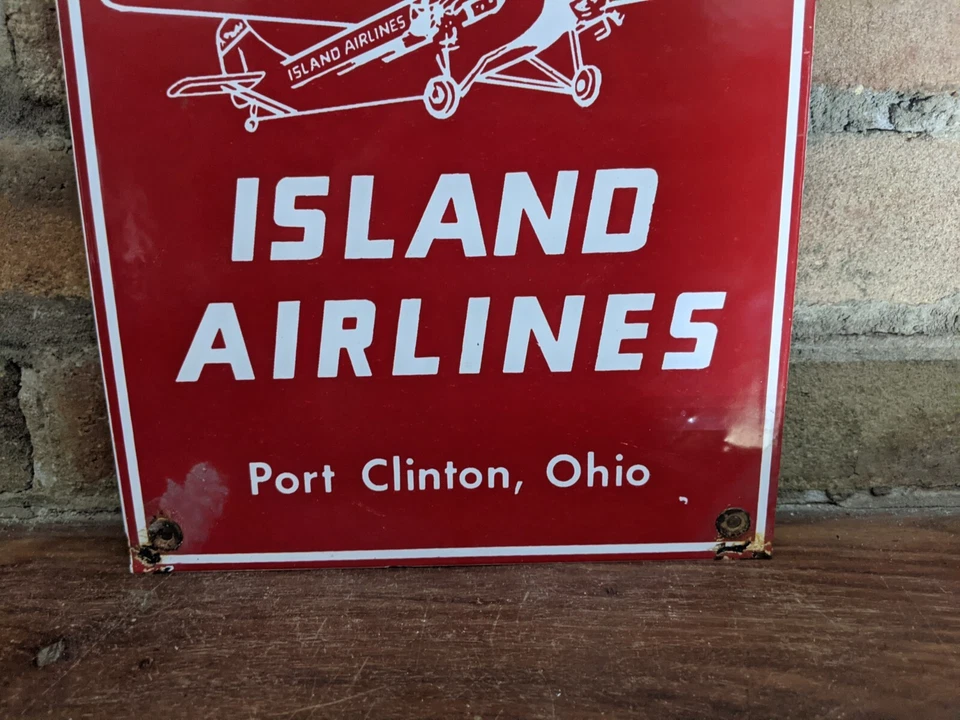 ISLAND AIRLINES
ISLAND
AIRLINES
Port Clinton, Ohio